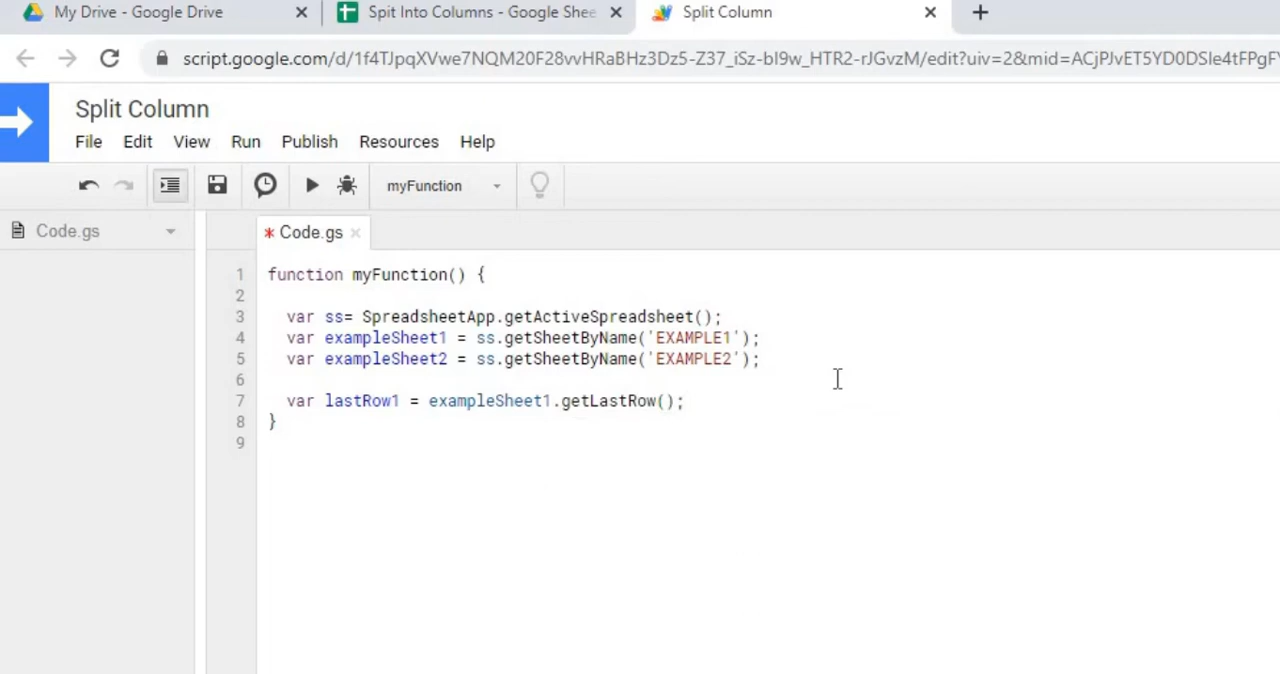 My Drive - Google Drive
Spit Into Columns - Google Shee
Split Column
script.google.com/d/1f4TJpqXVwe7NQM20F28vvHRaBHz3Dz5-Z37_iSz-bI9w_HTR2-rJGvzM/edit?uiv=2&mid=ACjPJvET5YD0DSIe4tFPgFY
Split Column
File Edit View Run Publish Resources Help
myFunction
Code.gs
* Code.gs
1 function myFunction() {
2
3 var ss= SpreadsheetApp.getActiveSpreadsheet();
4 var exampleSheet1 = ss.getSheetByName('EXAMPLE1');
5 var exampleSheet2 = ss.getSheetByName('EXAMPLE2');
6
7 var lastRow1 = exampleSheet1.getLastRow();
8 }
9